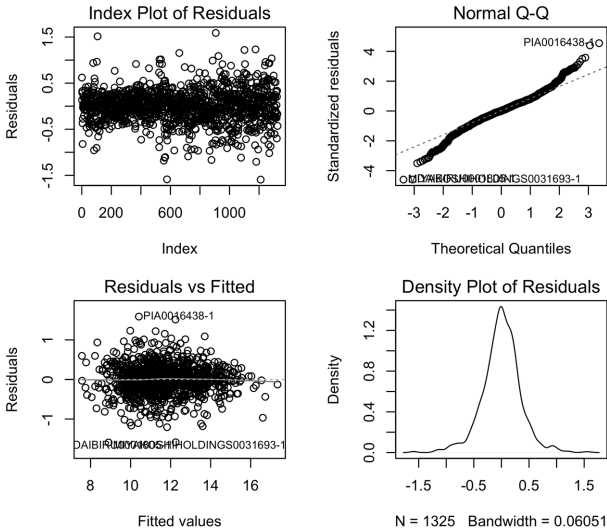 Index Plot of Residuals
Residuals
1.5
0.5
-0.5
-1.5
0
200
600
1000
Index
Normal Q-Q
Standardized residuals
4
2
0
-2
-4
PIA0016438-1
-3
-2
-1
0
1
2
3
Theoretical Quantiles
Residuals vs Fitted
Residuals
1
0
-1
PIA0016438-1
8
10
12
14
16
Fitted values
Density Plot of Residuals
Density
1.2
0.8
0.4
0.0
-1.5
-0.5
0.5
1.5
N = 1325 Bandwidth = 0.06051